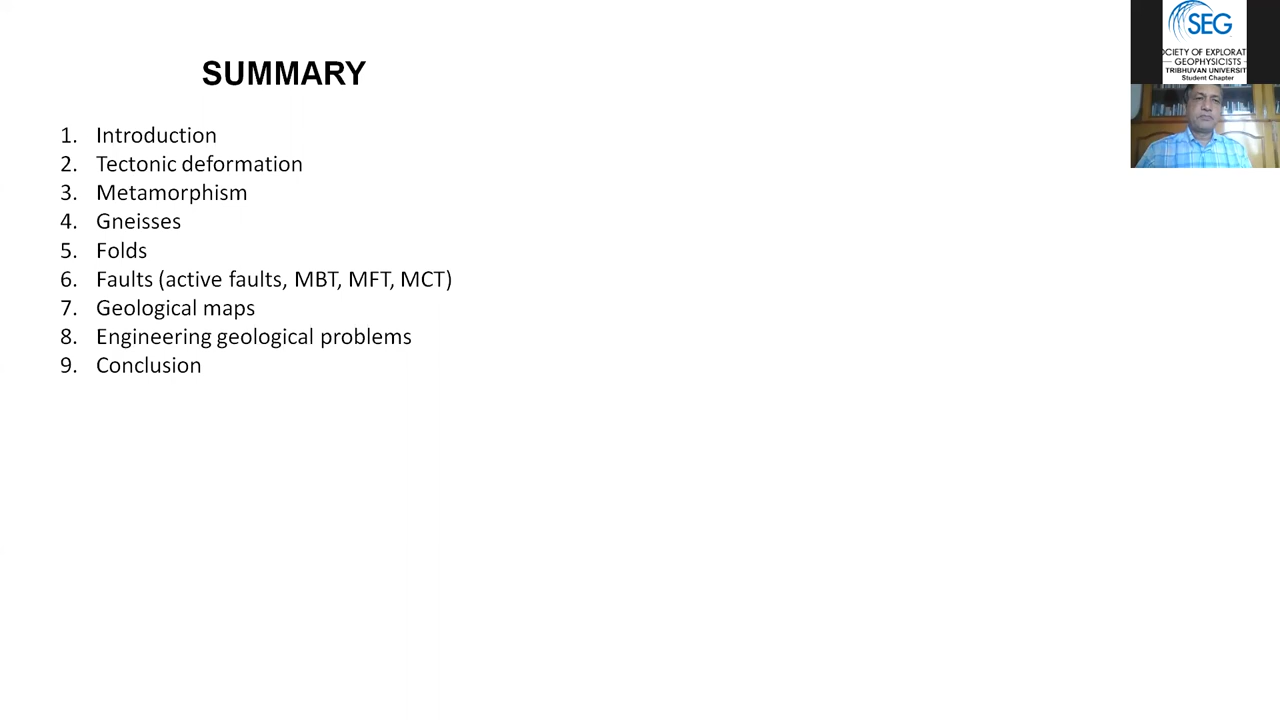 SUMMARY
1. Introduction
2. Tectonic deformation
3. Metamorphism
4. Gneisses
5. Folds
6. Faults (active faults, MBT, MFT, MCT)
7. Geological maps
8. Engineering geological problems
9. Conclusion
SEG
OCIETY OF EXPLORAT
GEOPHYSICISTS
TRIBHUVAN UNIVERSIT
Student Chapter